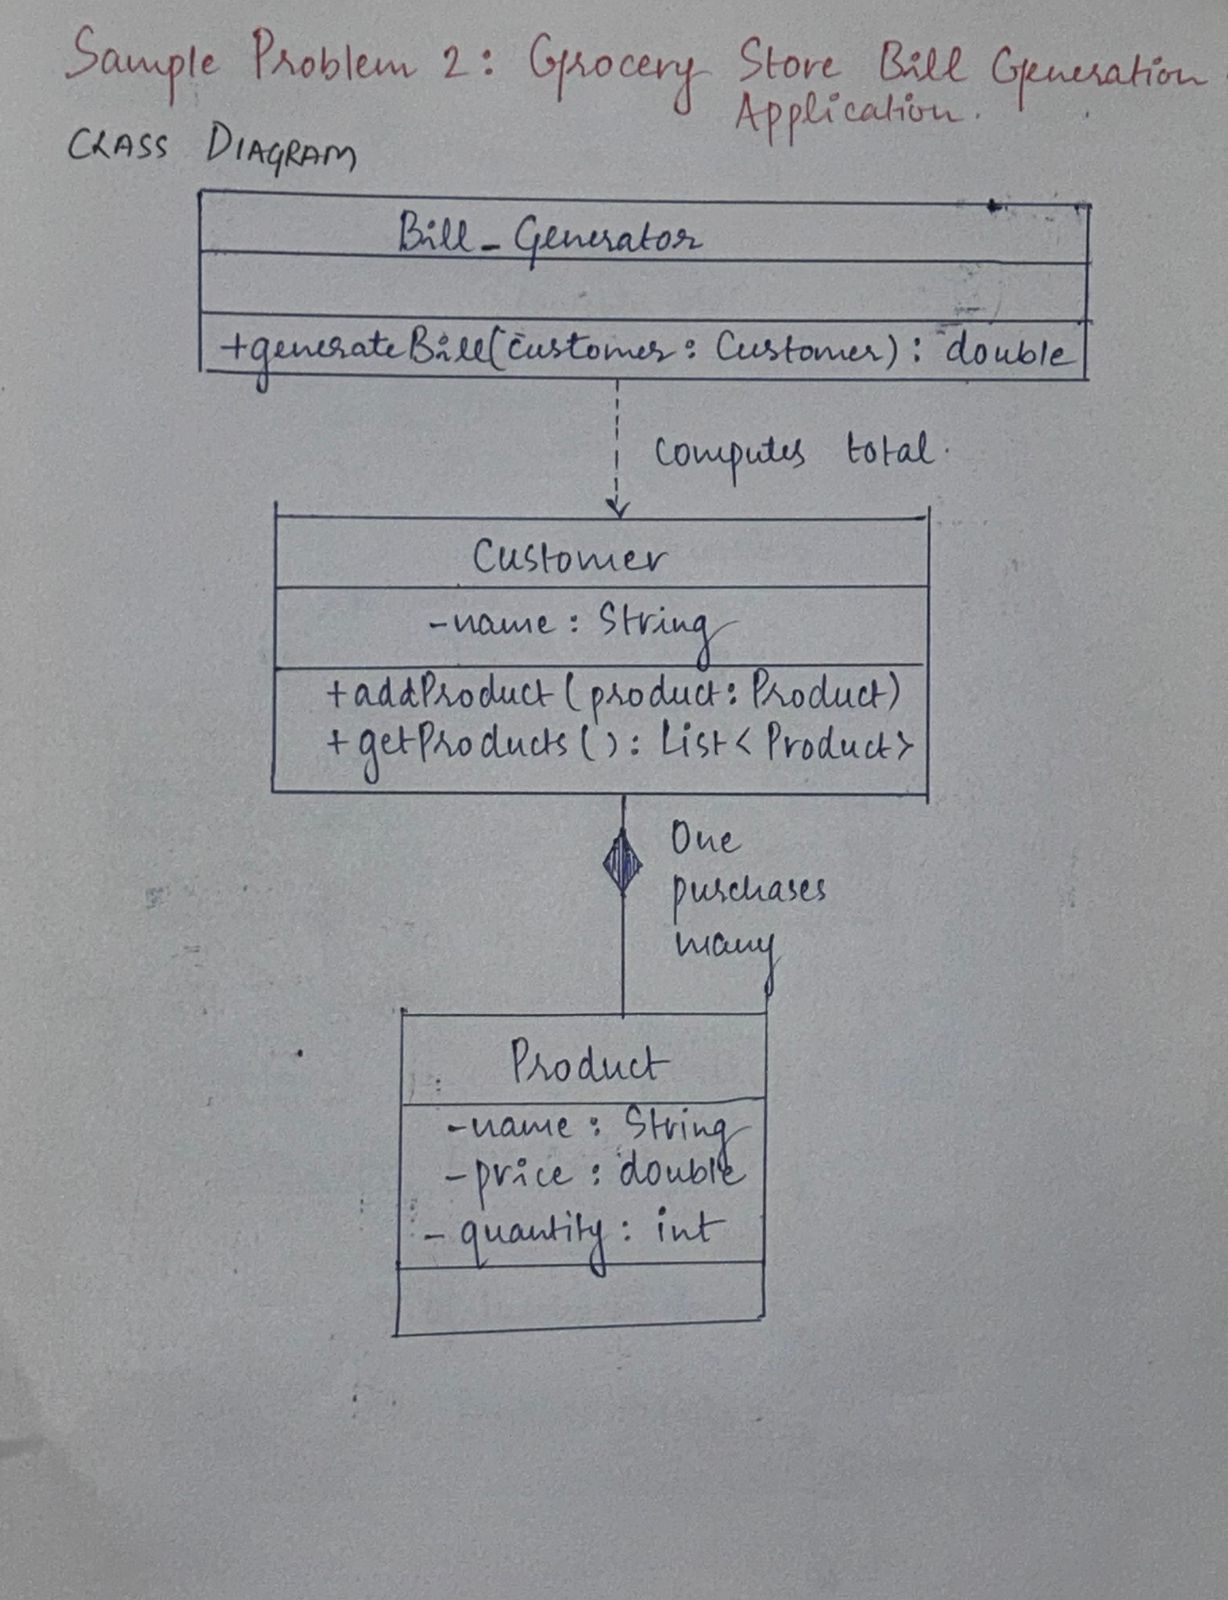 Sample Problem 2: Grocery Store Bill Generation
Application.
CLASS DIAGRAM
Bill_Generator
+generateBill(customer: Customer): double
computes total.
Customer
-name: String
+addProduct(product: Product)
+getProducts(): List<Product>
One
purchases
many
Product
-name: String
-price: double
-quantity: int